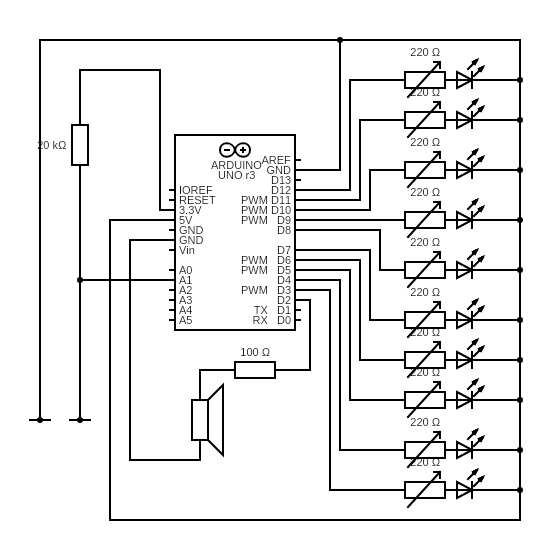 220 Ω
220 Ω
20 kΩ
220 Ω
ARDUINO
UNO r3
AREF
GND
D13
IOREF
D12
RESET
PWM D11
3.3V
PWM D10
5V
PWM D9
GND
D8
GND
Vin
D7
PWM D6
A0
PWM D5
A1
D4
A2
PWM D3
A3
D2
A4
TX D1
A5
RX D0
220 Ω
220 Ω
220 Ω
220 Ω
100 Ω
220 Ω
220 Ω
220 Ω